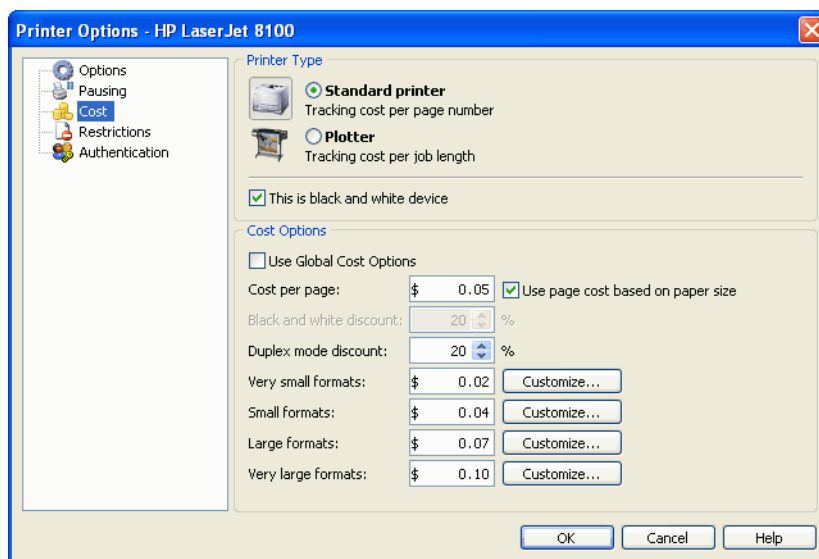 Printer Options - HP LaserJet 8100
Options
Pausing
Cost
Restrictions
Authentication
Printer Type
Standard printer
Tracking cost per page number
Plotter
Tracking cost per job length
This is black and white device
Cost Options
Use Global Cost Options
Cost per page: $ 0.05 Use page cost based on paper size
Black and white discount: 20 %
Duplex mode discount: 20 %
Very small formats: $ 0.02 Customize...
Small formats: $ 0.04 Customize...
Large formats: $ 0.07 Customize...
Very large formats: $ 0.10 Customize...
OK Cancel Help